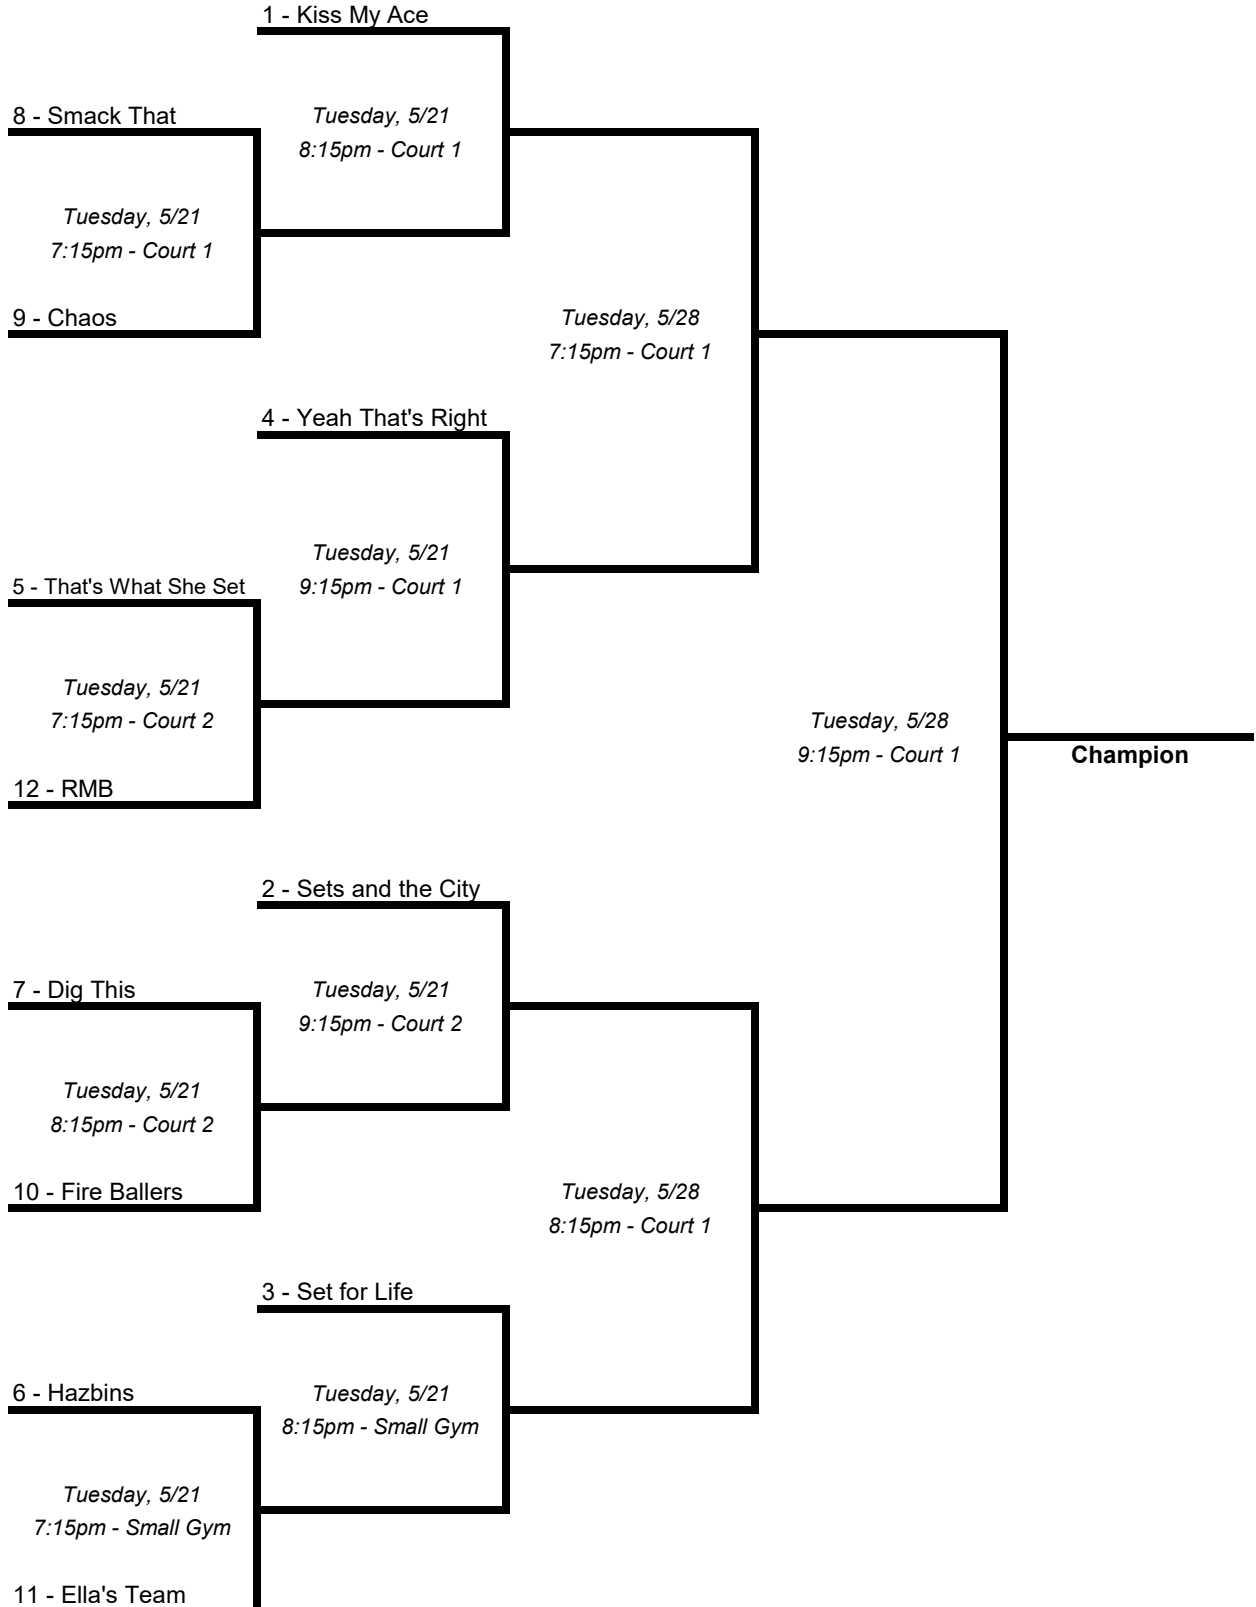 1 - Kiss My Ace
8 - Smack That
Tuesday, 5/21
8:15pm - Court 1
Tuesday, 5/21
7:15pm - Court 1
9 - Chaos
Tuesday, 5/28
7:15pm - Court 1
4 - Yeah That's Right
Tuesday, 5/21
9:15pm - Court 1
5 - That's What She Set
Tuesday, 5/21
7:15pm - Court 2
12 - RMB
Tuesday, 5/28
9:15pm - Court 1
Champion
2 - Sets and the City
7 - Dig This
Tuesday, 5/21
9:15pm - Court 2
Tuesday, 5/21
8:15pm - Court 2
10 - Fire Ballers
Tuesday, 5/28
8:15pm - Court 1
3 - Set for Life
6 - Hazbins
Tuesday, 5/21
8:15pm - Small Gym
Tuesday, 5/21
7:15pm - Small Gym
11 - Ella's Team